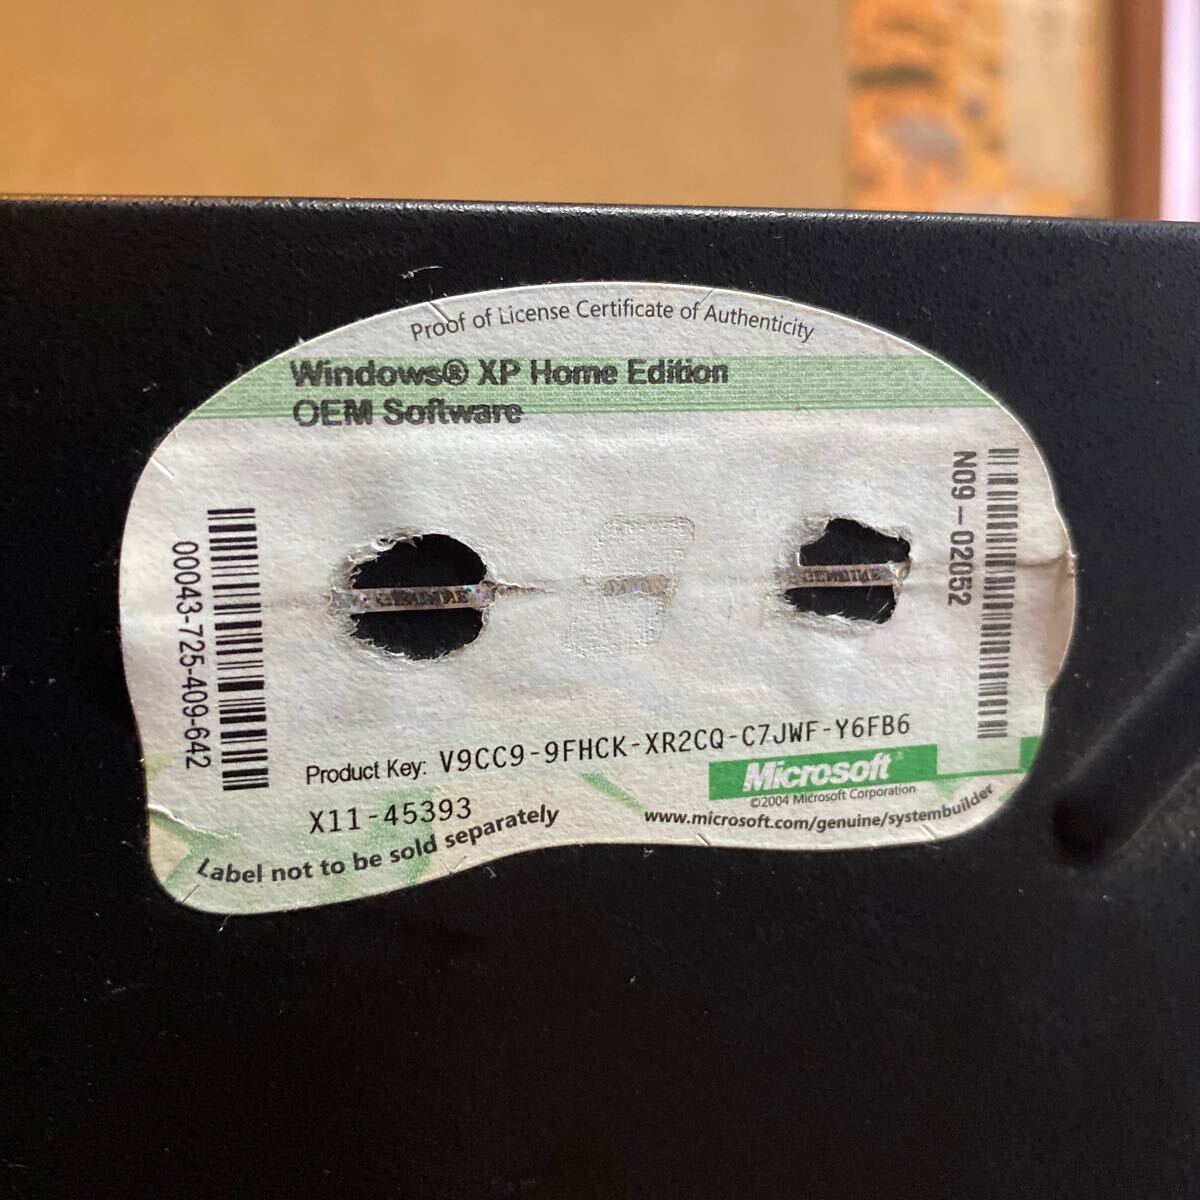 Proof of License Certificate of Authenticity
Windows® XP Home Edition
OEM Software
N09-02052
00043-725-409-642
GENUINE
GENUINE
Product Key: V9CC9-9FHCK-XR2CQ-C7JWF-Y6FB6
Microsoft®
©2004 Microsoft Corporation
X11-45393
www.microsoft.com/genuine/systembuilder
Label not to be sold separately